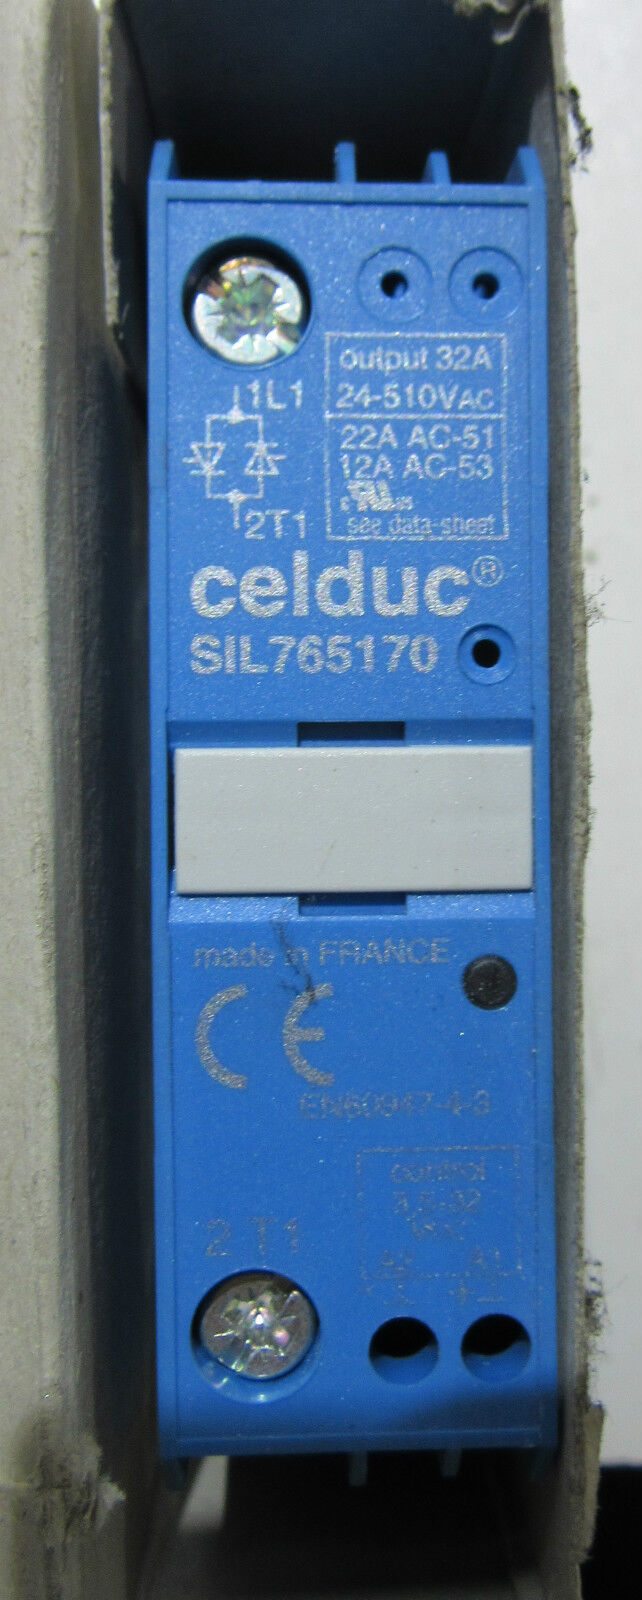 output 32A
24-510VAC
1L1
22A AC-51
12A AC-53
2T1
see data-sheet
celduc®
SIL765170
made in FRANCE
CE
EN60947-4-3
control
2 T1
A2 A1